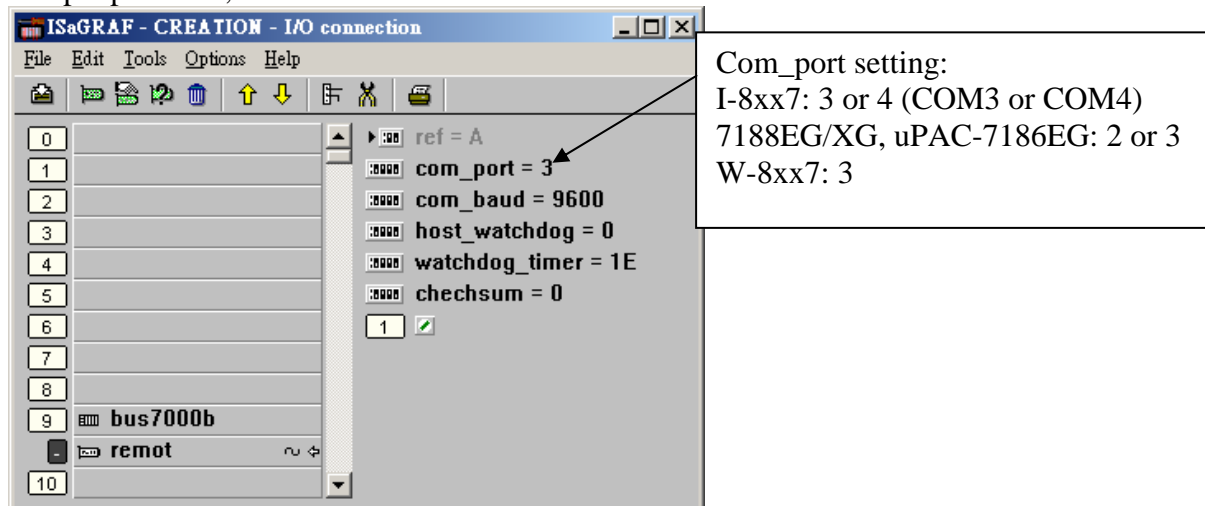 ISaGRAF - CREATION - I/O connection
File Edit Tools Options Help
Com_port setting:
I-8xx7: 3 or 4 (COM3 or COM4)
7188EG/XG, uPAC-7186EG: 2 or 3
W-8xx7: 3
0
1
2
3
4
5
6
7
8
9 bus7000b
- remot
10
ref = A
com_port = 3
com_baud = 9600
host_watchdog = 0
watchdog_timer = 1E
chechsum = 0
1